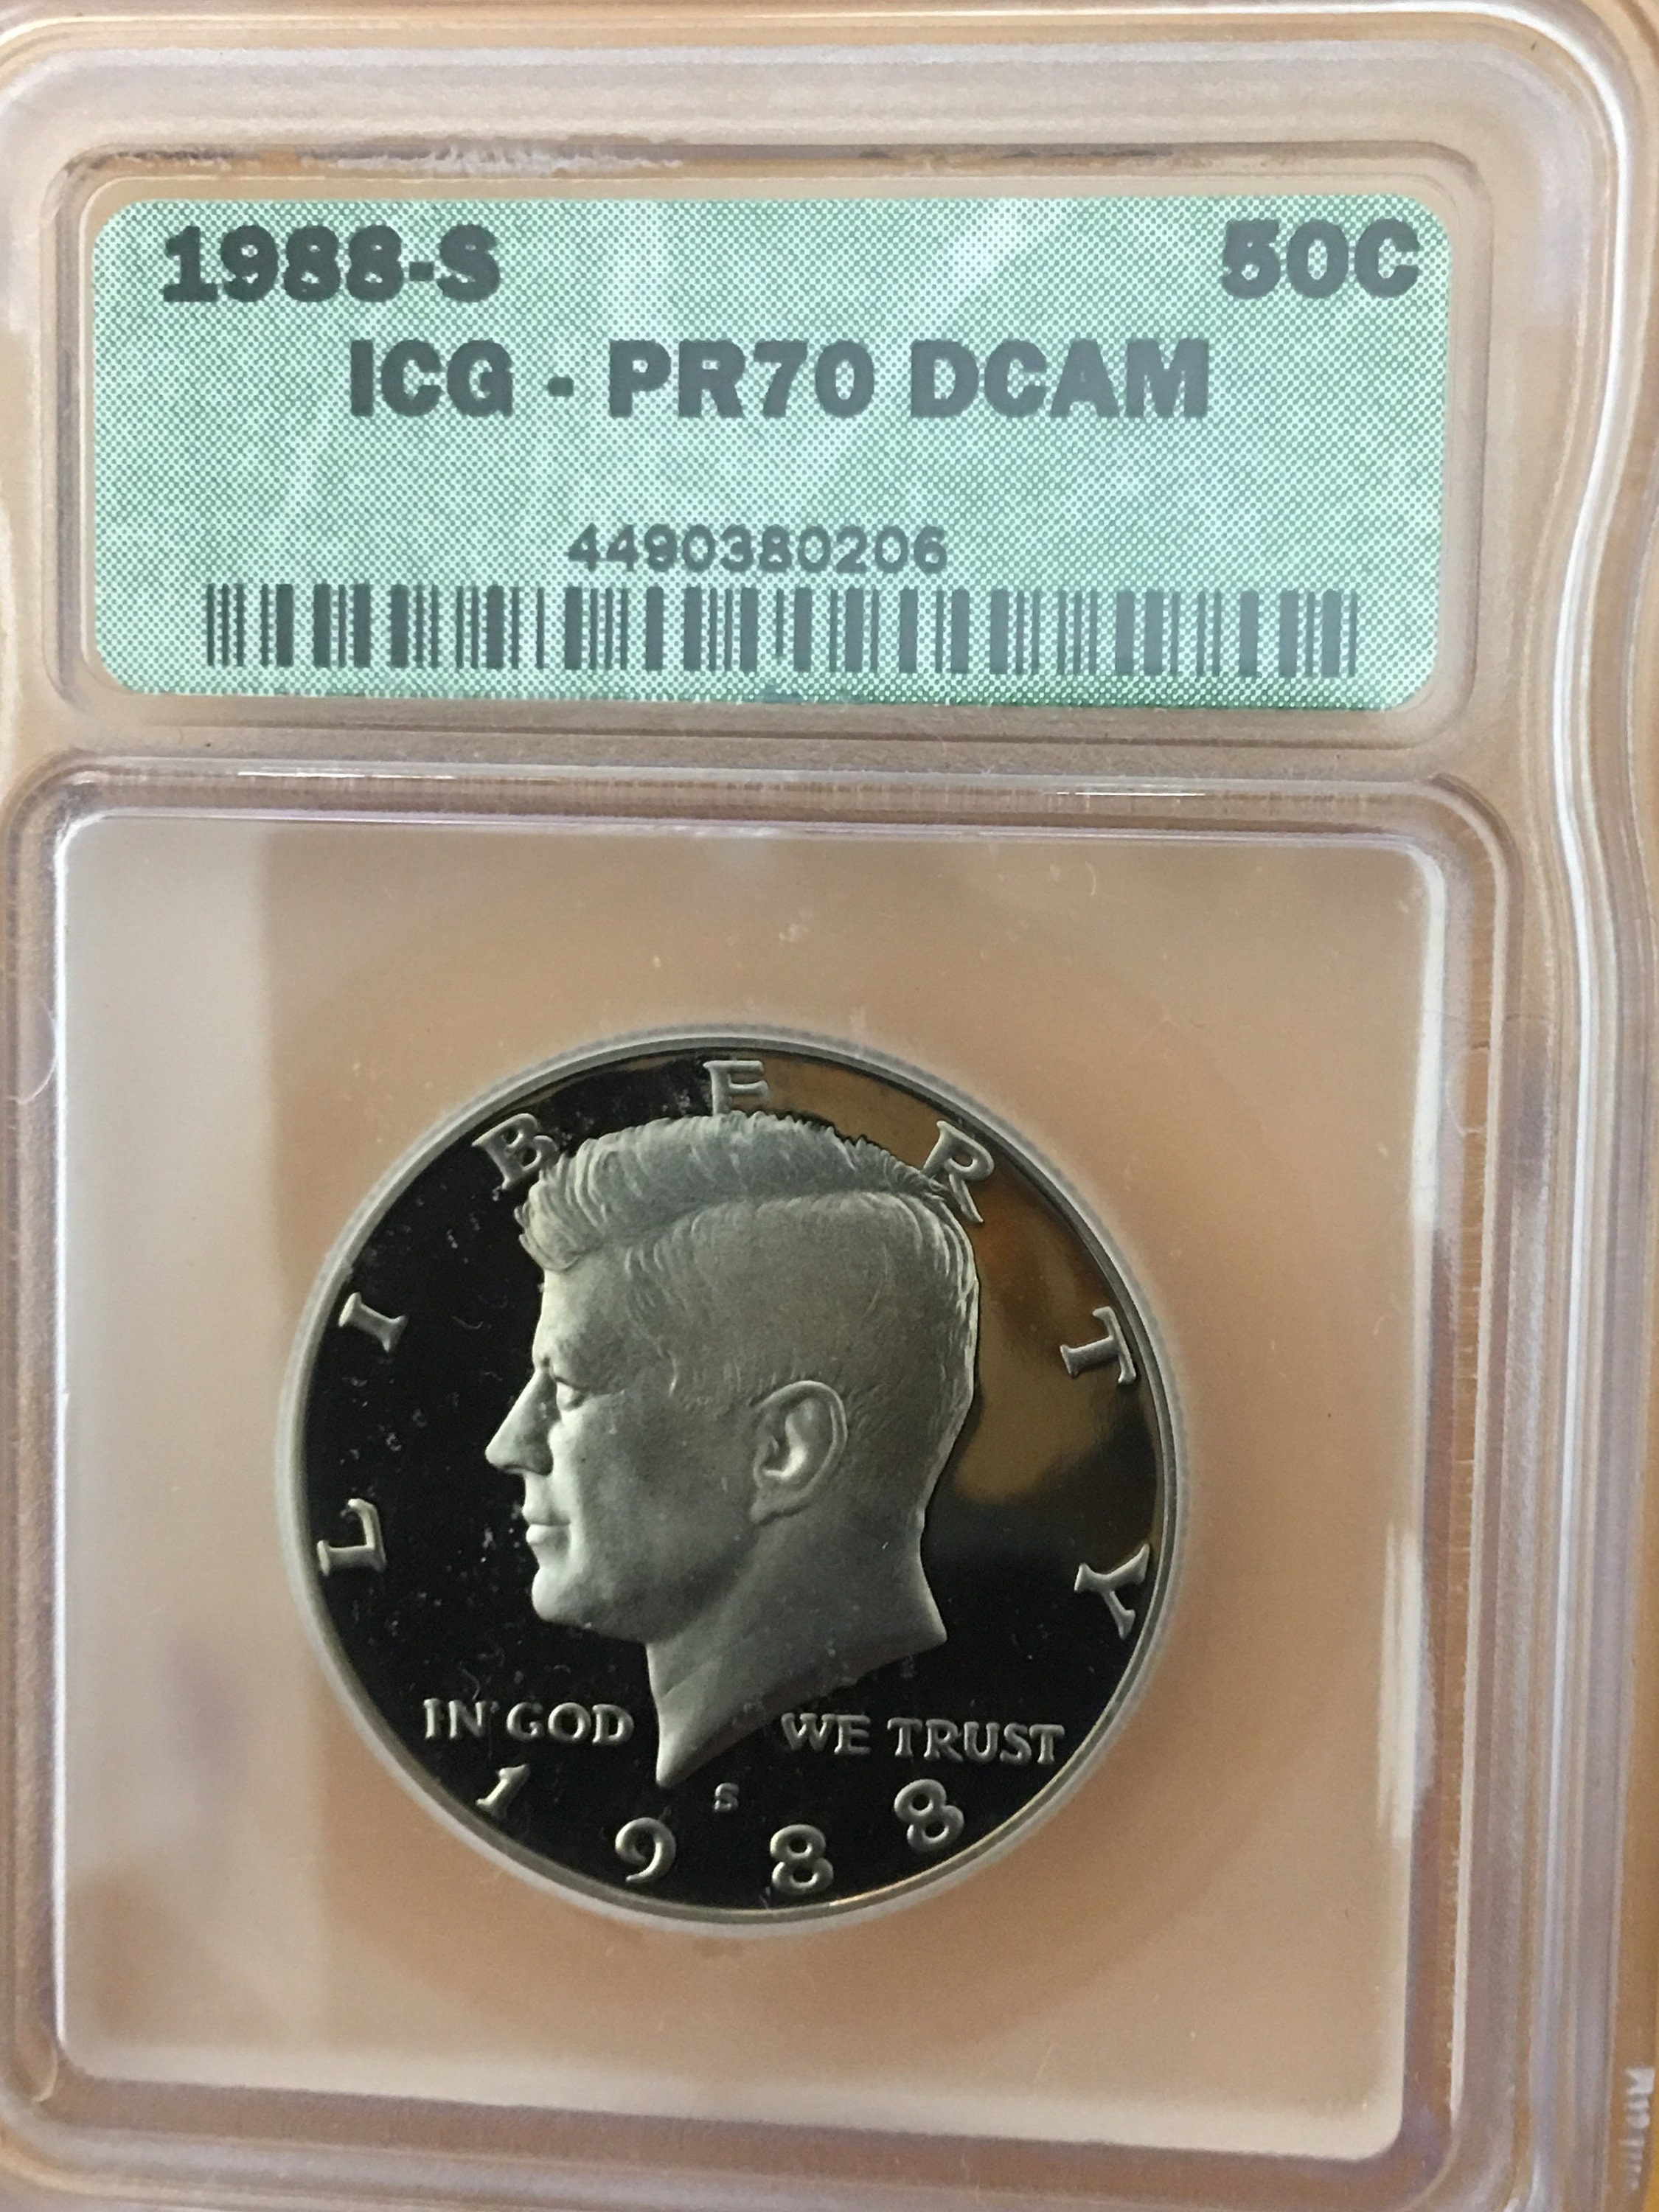 1988-S 50C
ICG - PR70 DCAM
4490380206
LIBERTY
IN GOD WE TRUST
S
1988